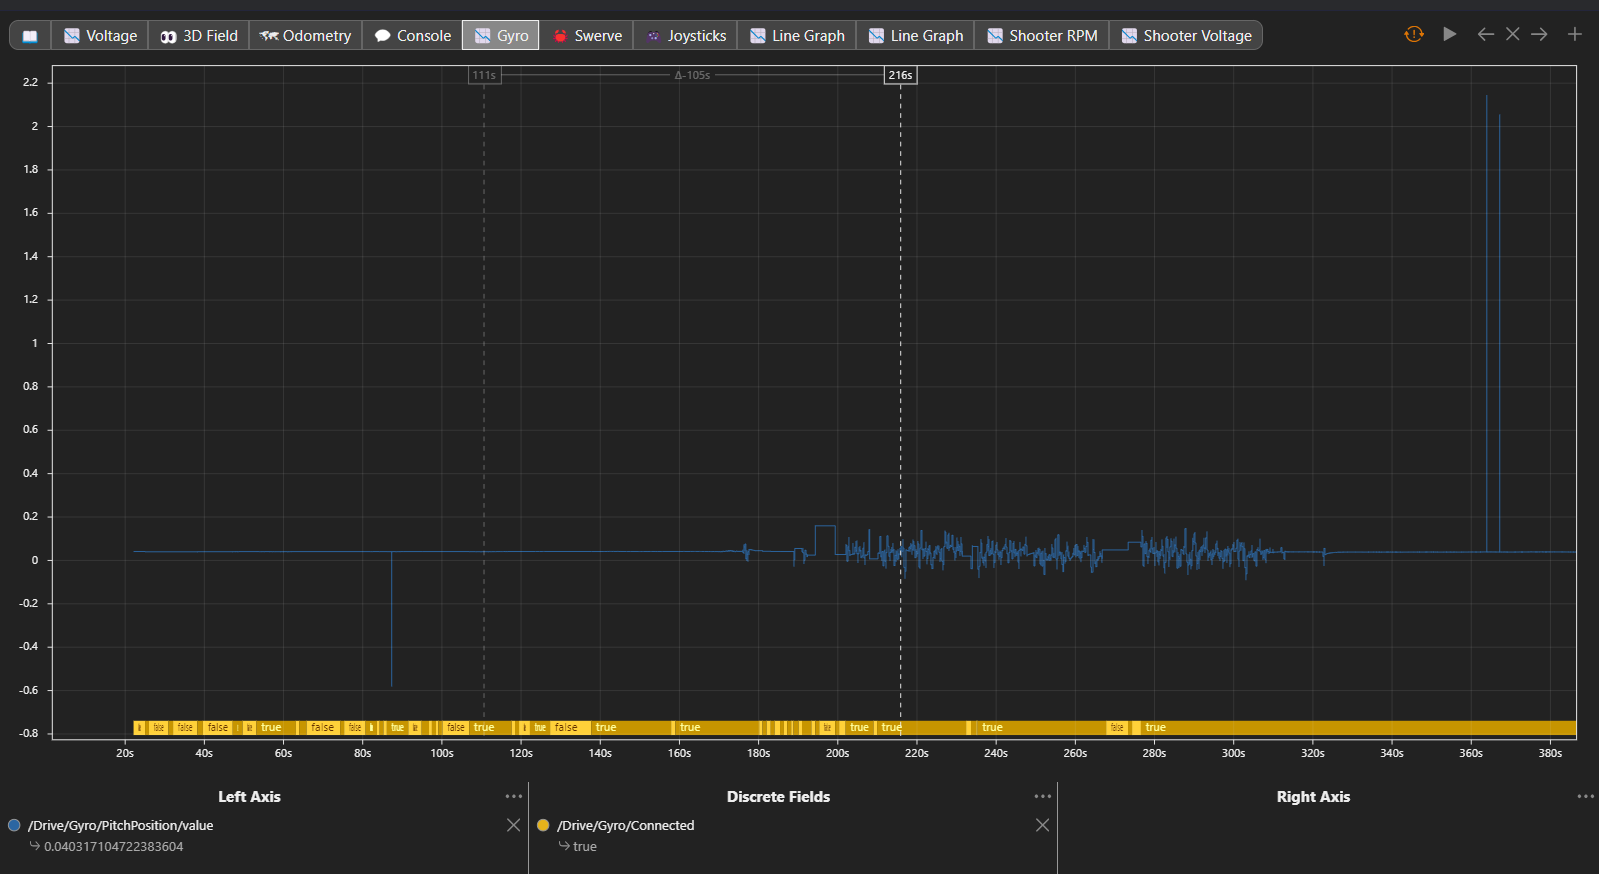 Voltage 3D Field Odometry Console Gyro Swerve Joysticks Line Graph Line Graph Shooter RPM Shooter Voltage
111s Δ-105s 216s
2.2
2
1.8
1.6
1.4
1.2
1
0.8
0.6
0.4
0.2
0
-0.2
-0.4
-0.6
-0.8
false false false true false false true false true true false true true true true true false true
20s 40s 60s 80s 100s 120s 140s 160s 180s 200s 220s 240s 260s 280s 300s 320s 340s 360s 380s
Left Axis
/Drive/Gyro/PitchPosition/value
0.040317104722383604
Discrete Fields
/Drive/Gyro/Connected
true
Right Axis